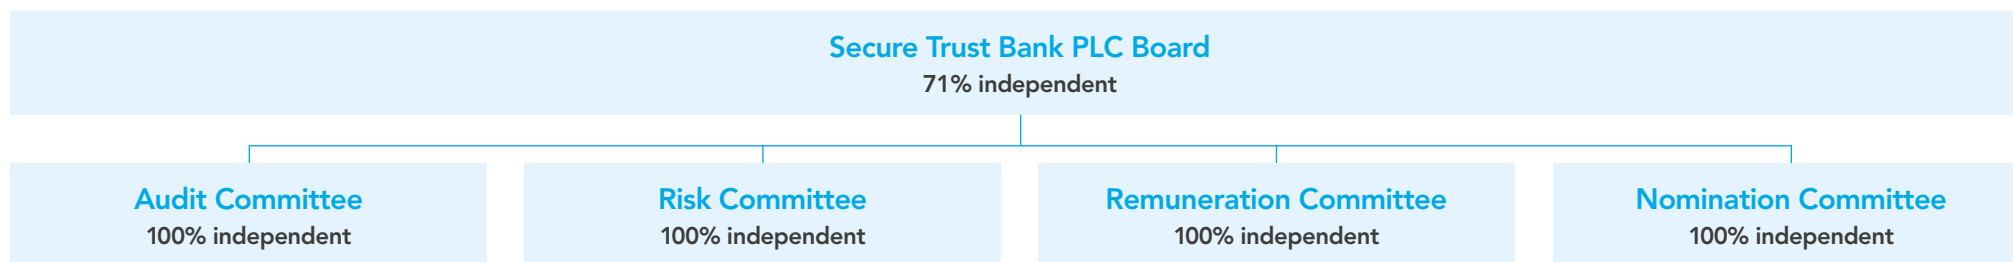 Secure Trust Bank PLC Board
71% independent
Audit Committee
100% independent
Risk Committee
100% independent
Remuneration Committee
100% independent
Nomination Committee
100% independent